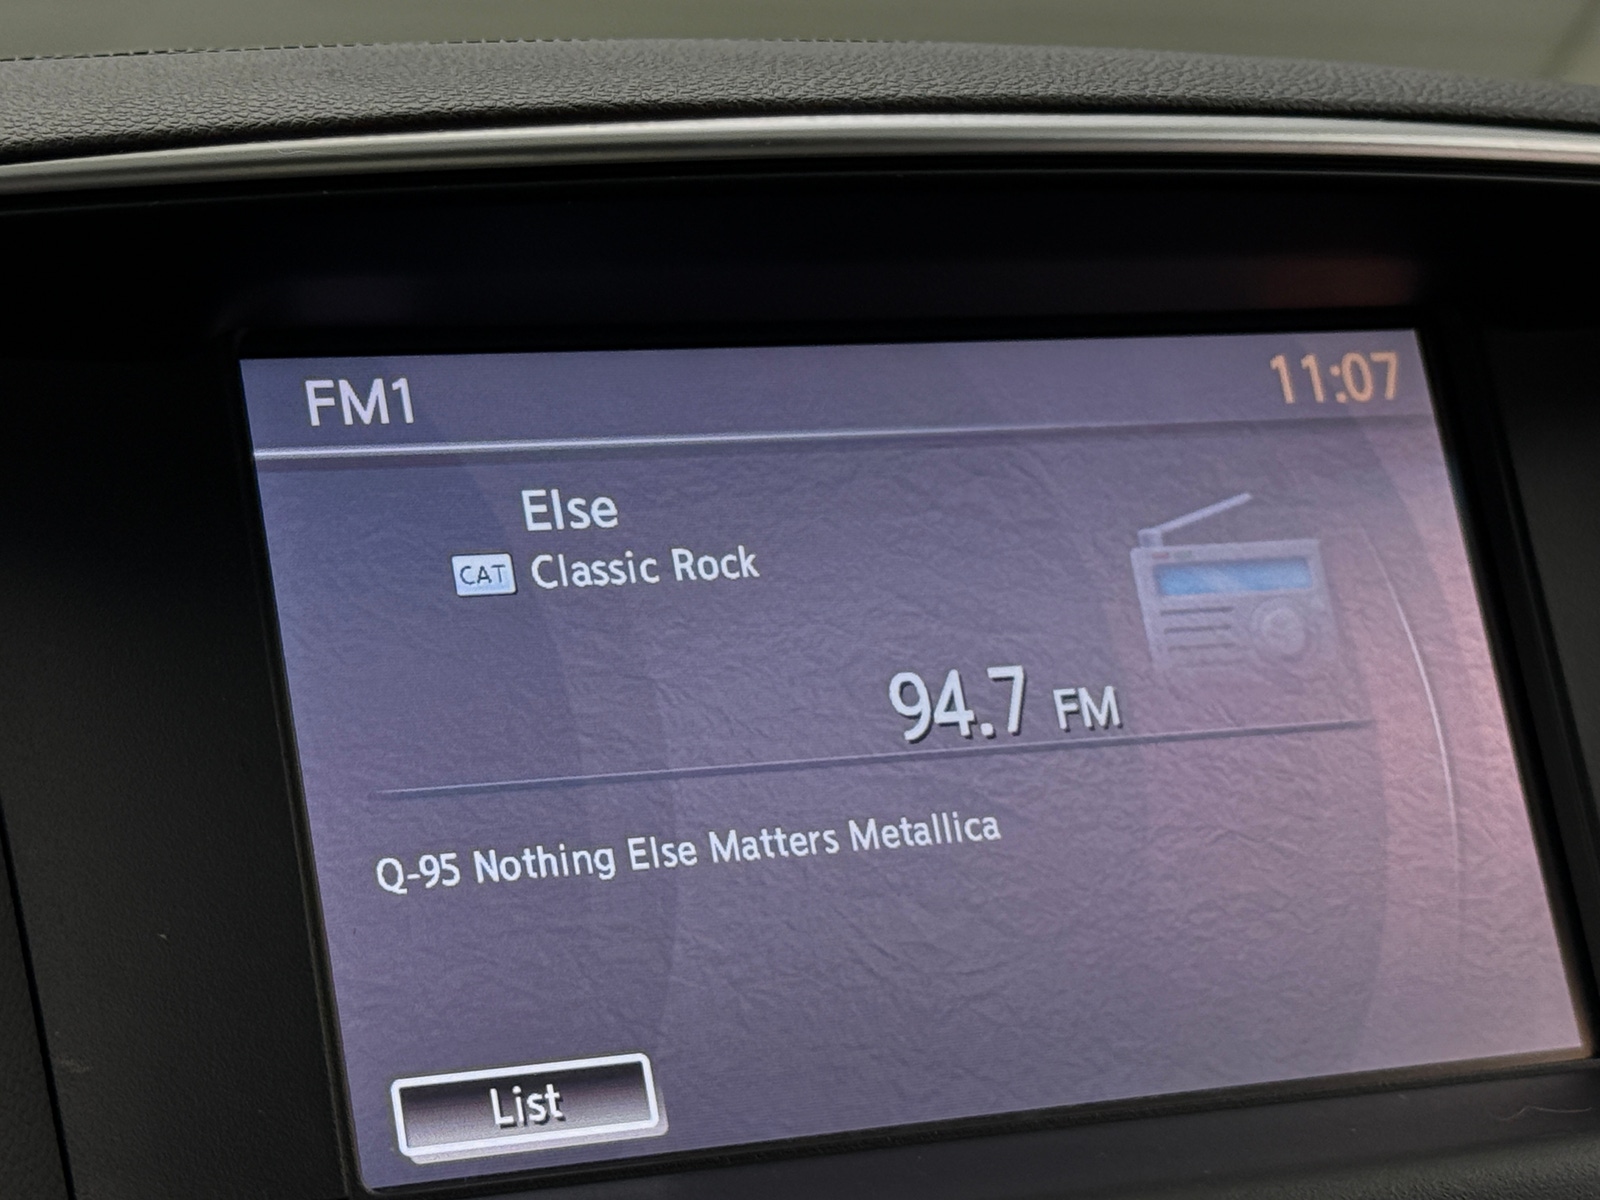 FM1 11:07
Else
CAT Classic Rock
94.7 FM
Q-95 Nothing Else Matters Metallica
List